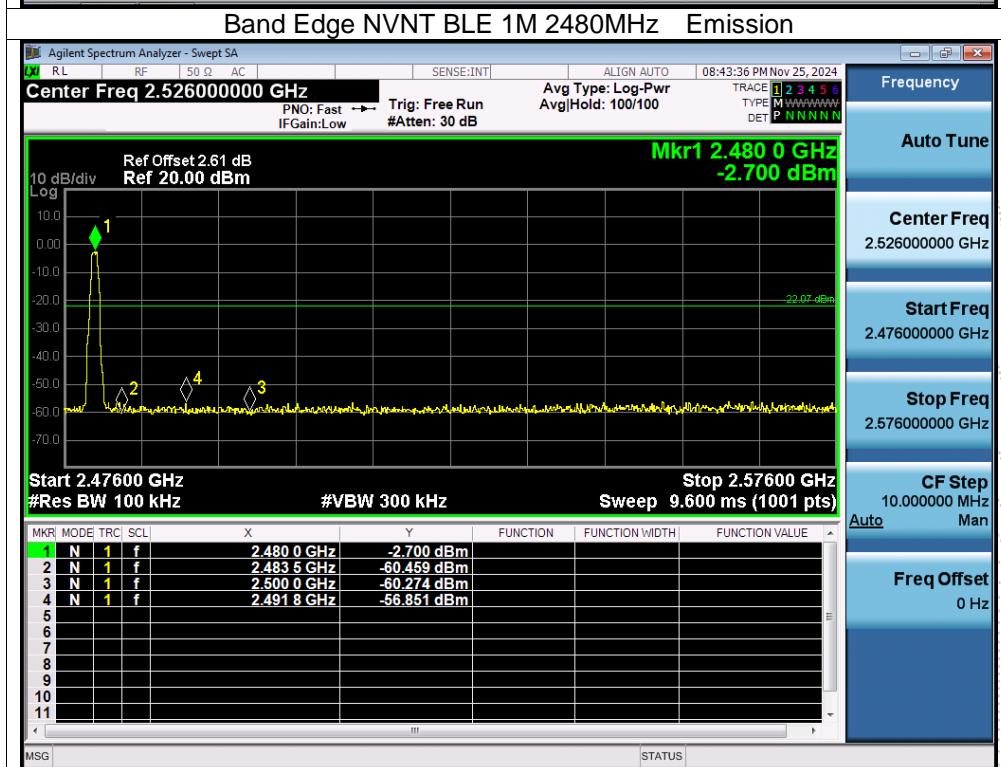 Band Edge NVNT BLE 1M 2480MHz Emission
Agilent Spectrum Analyzer - Swept SA
LXI RL RF 50 Ω AC SENSE:INT ALIGN AUTO 08:43:36 PM Nov 25, 2024
Center Freq 2.526000000 GHz
PNO: Fast IFGain:Low
Trig: Free Run #Atten: 30 dB
Avg Type: Log-Pwr Avg|Hold: 100/100
TRACE 1 2 3 4 5 6
TYPE M WWWWW
DET P N N N N N
Frequency
Auto Tune
Center Freq
2.526000000 GHz
Start Freq
2.476000000 GHz
Stop Freq
2.576000000 GHz
CF Step
10.000000 MHz
Auto Man
Freq Offset
0 Hz
Mkr1 2.480 0 GHz
-2.700 dBm
Ref Offset 2.61 dB
10 dB/div Ref 20.00 dBm
Log
10.0
0.00
-10.0
-20.0
-30.0
-40.0
-50.0
-60.0
-70.0
1
2
4
3
-22.07 dBm
Start 2.47600 GHz Stop 2.57600 GHz
#Res BW 100 kHz #VBW 300 kHz Sweep 9.600 ms (1001 pts)
MKR MODE TRC SCL X Y FUNCTION FUNCTION WIDTH FUNCTION VALUE
1 N 1 f 2.480 0 GHz -2.700 dBm
2 N 1 f 2.483 5 GHz -60.459 dBm
3 N 1 f 2.500 0 GHz -60.274 dBm
4 N 1 f 2.491 8 GHz -56.851 dBm
5
6
7
8
9
10
11
MSG STATUS